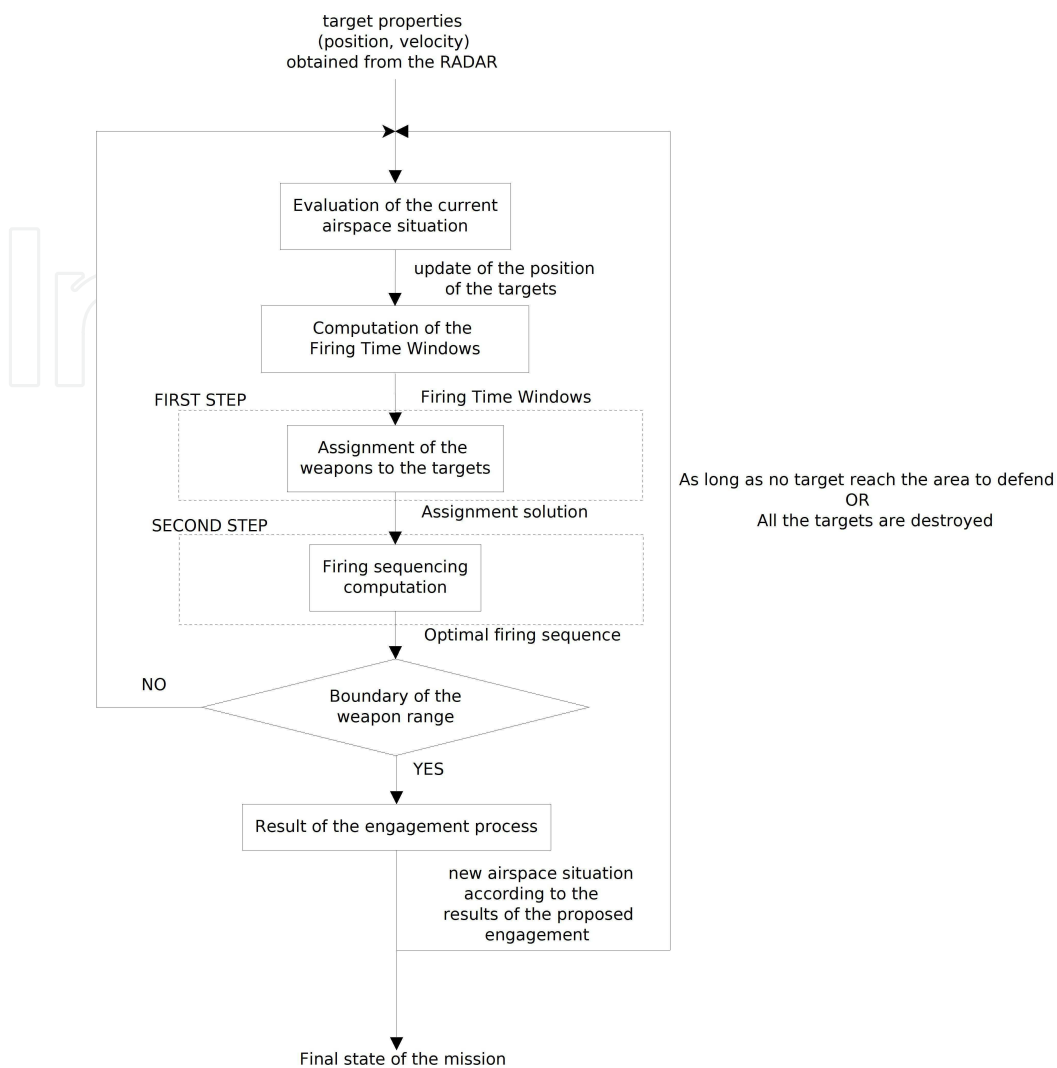 target properties
(position, velocity)
obtained from the RADAR
Evaluation of the current
airspace situation
update of the position
of the targets
Computation of the
Firing Time Windows
Firing Time Windows
FIRST STEP
Assignment of the
weapons to the targets
As long as no target reach the area to defend
OR
All the targets are destroyed
Assignment solution
SECOND STEP
Firing sequencing
computation
Optimal firing sequence
NO
Boundary of the
weapon range
YES
Result of the engagement process
new airspace situation
according to the
results of the proposed
engagement
Final state of the mission